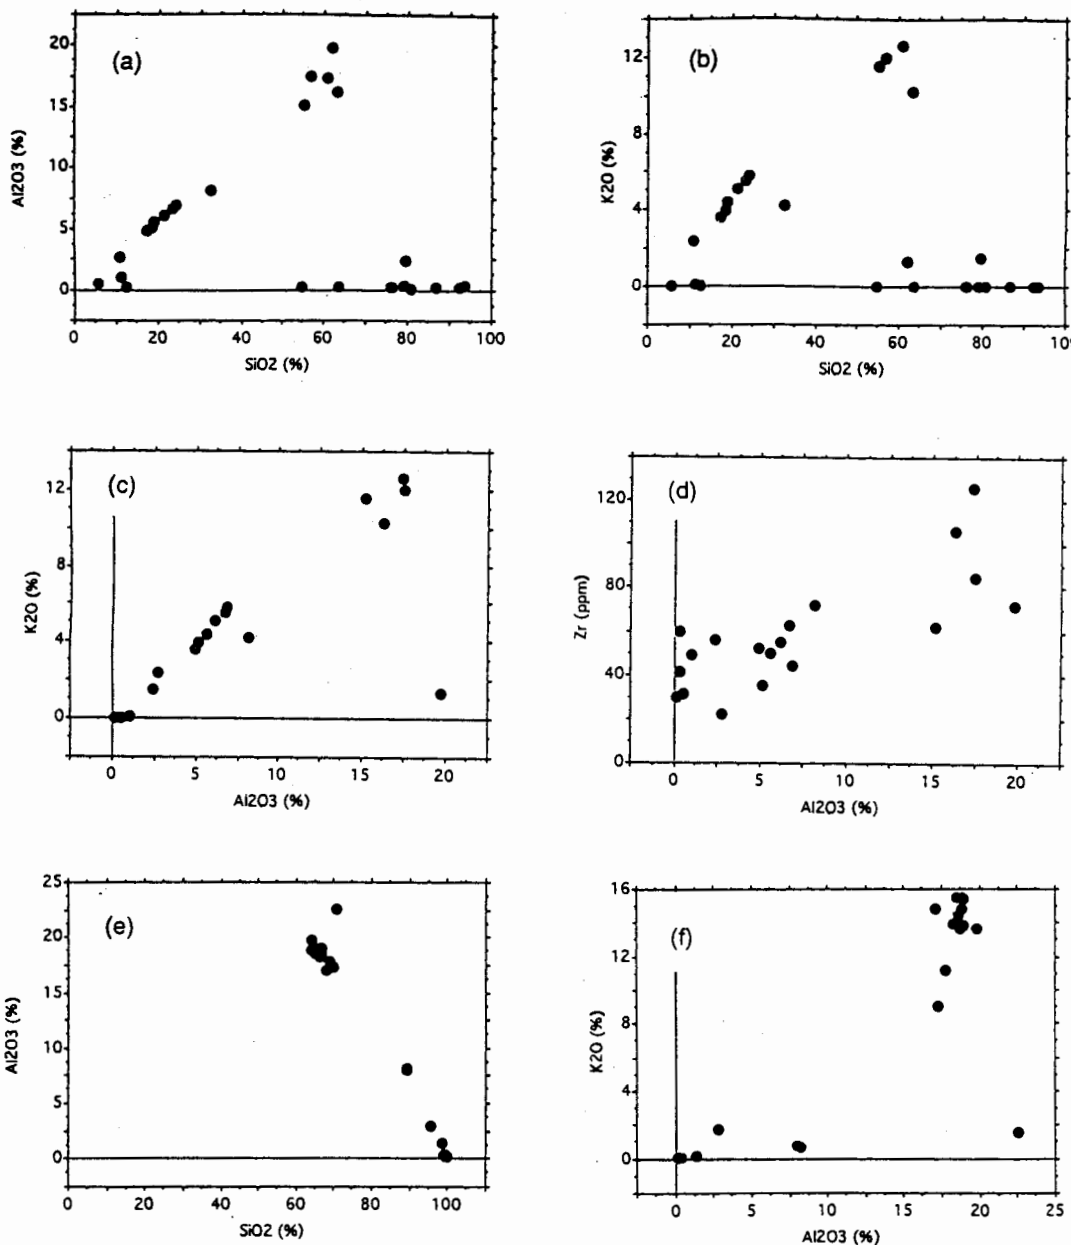 (a)
Al2O3 (%)
20
15
10
5
0
0 20 40 60 80 100
SiO2 (%)
(b)
K2O (%)
12
8
4
0
0 20 40 60 80 10
SiO2 (%)
(c)
K2O (%)
12
8
4
0
0 5 10 15 20
Al2O3 (%)
(d)
Zr (ppm)
120
80
40
0
0 5 10 15 20
Al2O3 (%)
(e)
Al2O3 (%)
25
20
15
10
5
0
0 20 40 60 80 100
SiO2 (%)
(f)
K2O (%)
16
12
8
4
0
0 5 10 15 20 25
Al2O3 (%)